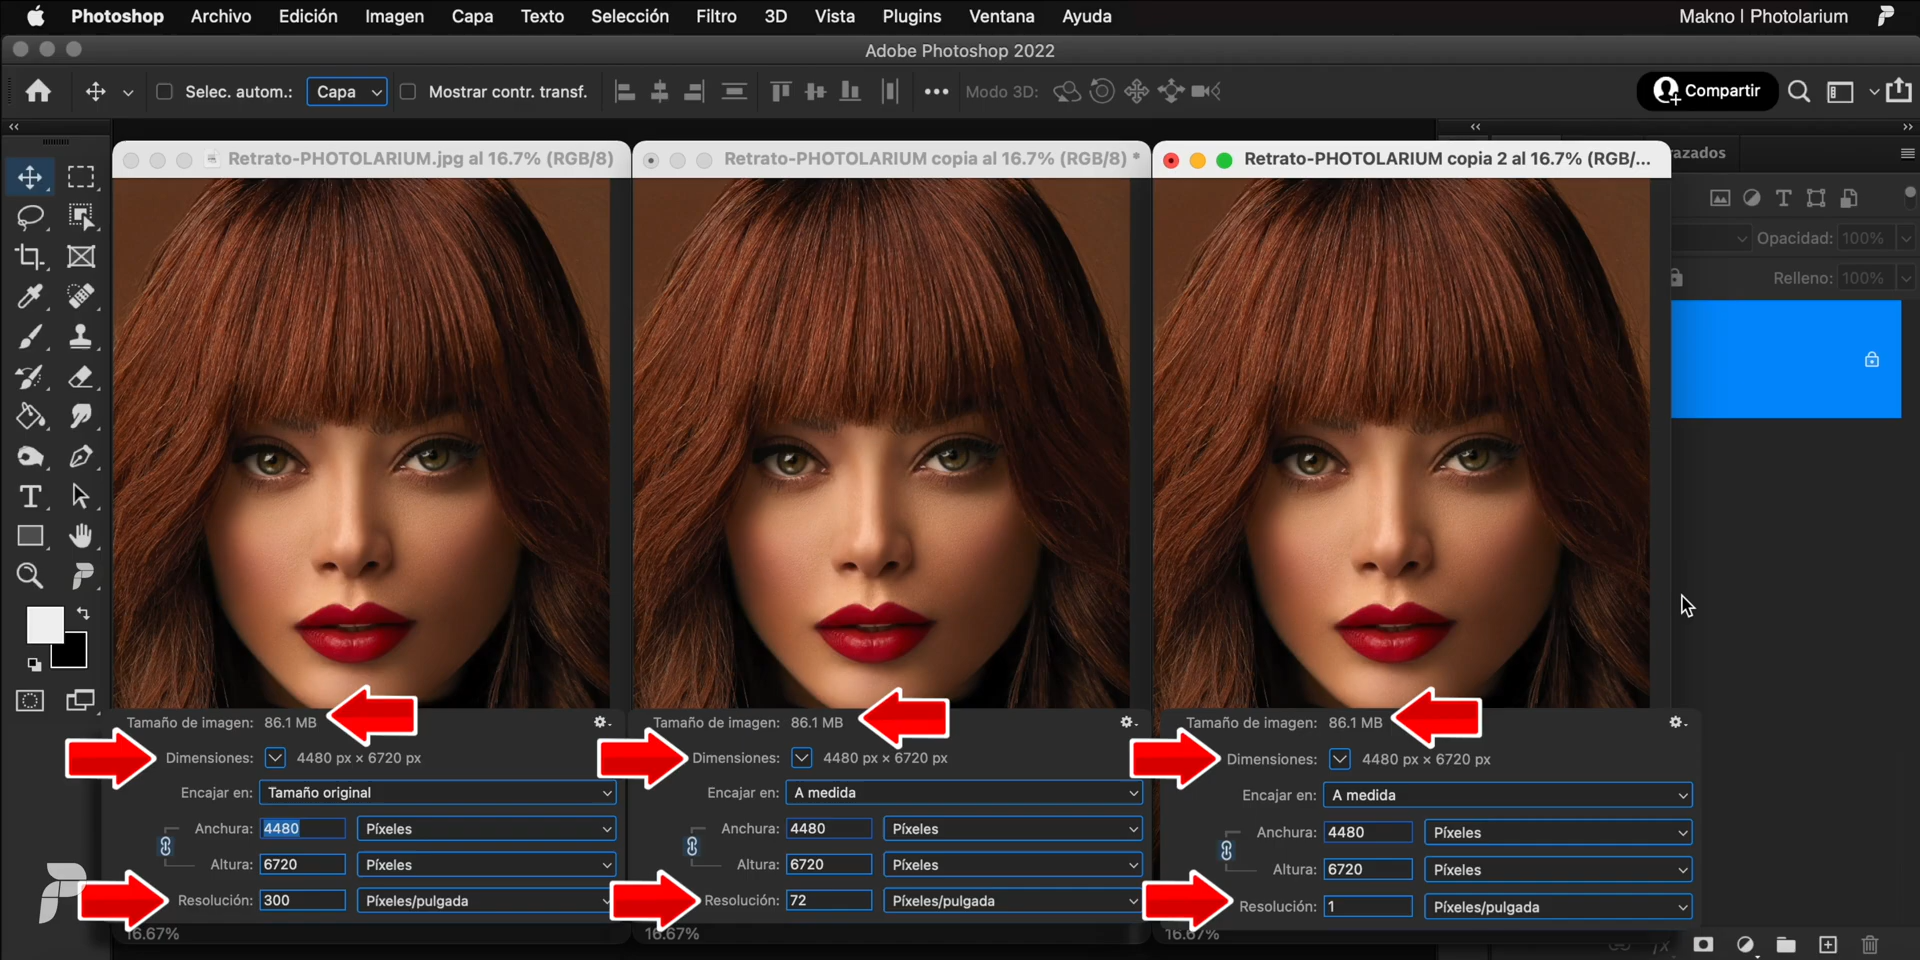 Photoshop Archivo Edición Imagen Capa Texto Selección Filtro 3D Vista Plugins Ventana Ayuda Makno | Photolarium
Adobe Photoshop 2022
Selec. autom.: Capa Mostrar contr. transf. Modo 3D: Compartir
Retrato-PHOTOLARIUM.jpg al 16.7% (RGB/8)
Retrato-PHOTOLARIUM copia al 16.7% (RGB/8) *
Retrato-PHOTOLARIUM copia 2 al 16.7% (RGB/...
razados
Opacidad: 100%
Relleno: 100%
Tamaño de imagen: 86.1 MB
Dimensiones: 4480 px × 6720 px
Encajar en: Tamaño original
Anchura: 4480 Píxeles
Altura: 6720 Píxeles
Resolución: 300 Píxeles/pulgada
16.67%
Tamaño de imagen: 86.1 MB
Dimensiones: 4480 px × 6720 px
Encajar en: A medida
Anchura: 4480 Píxeles
Altura: 6720 Píxeles
Resolución: 72 Píxeles/pulgada
16.67%
Tamaño de imagen: 86.1 MB
Dimensiones: 4480 px × 6720 px
Encajar en: A medida
Anchura: 4480 Píxeles
Altura: 6720 Píxeles
Resolución: 1 Píxeles/pulgada
16.67%